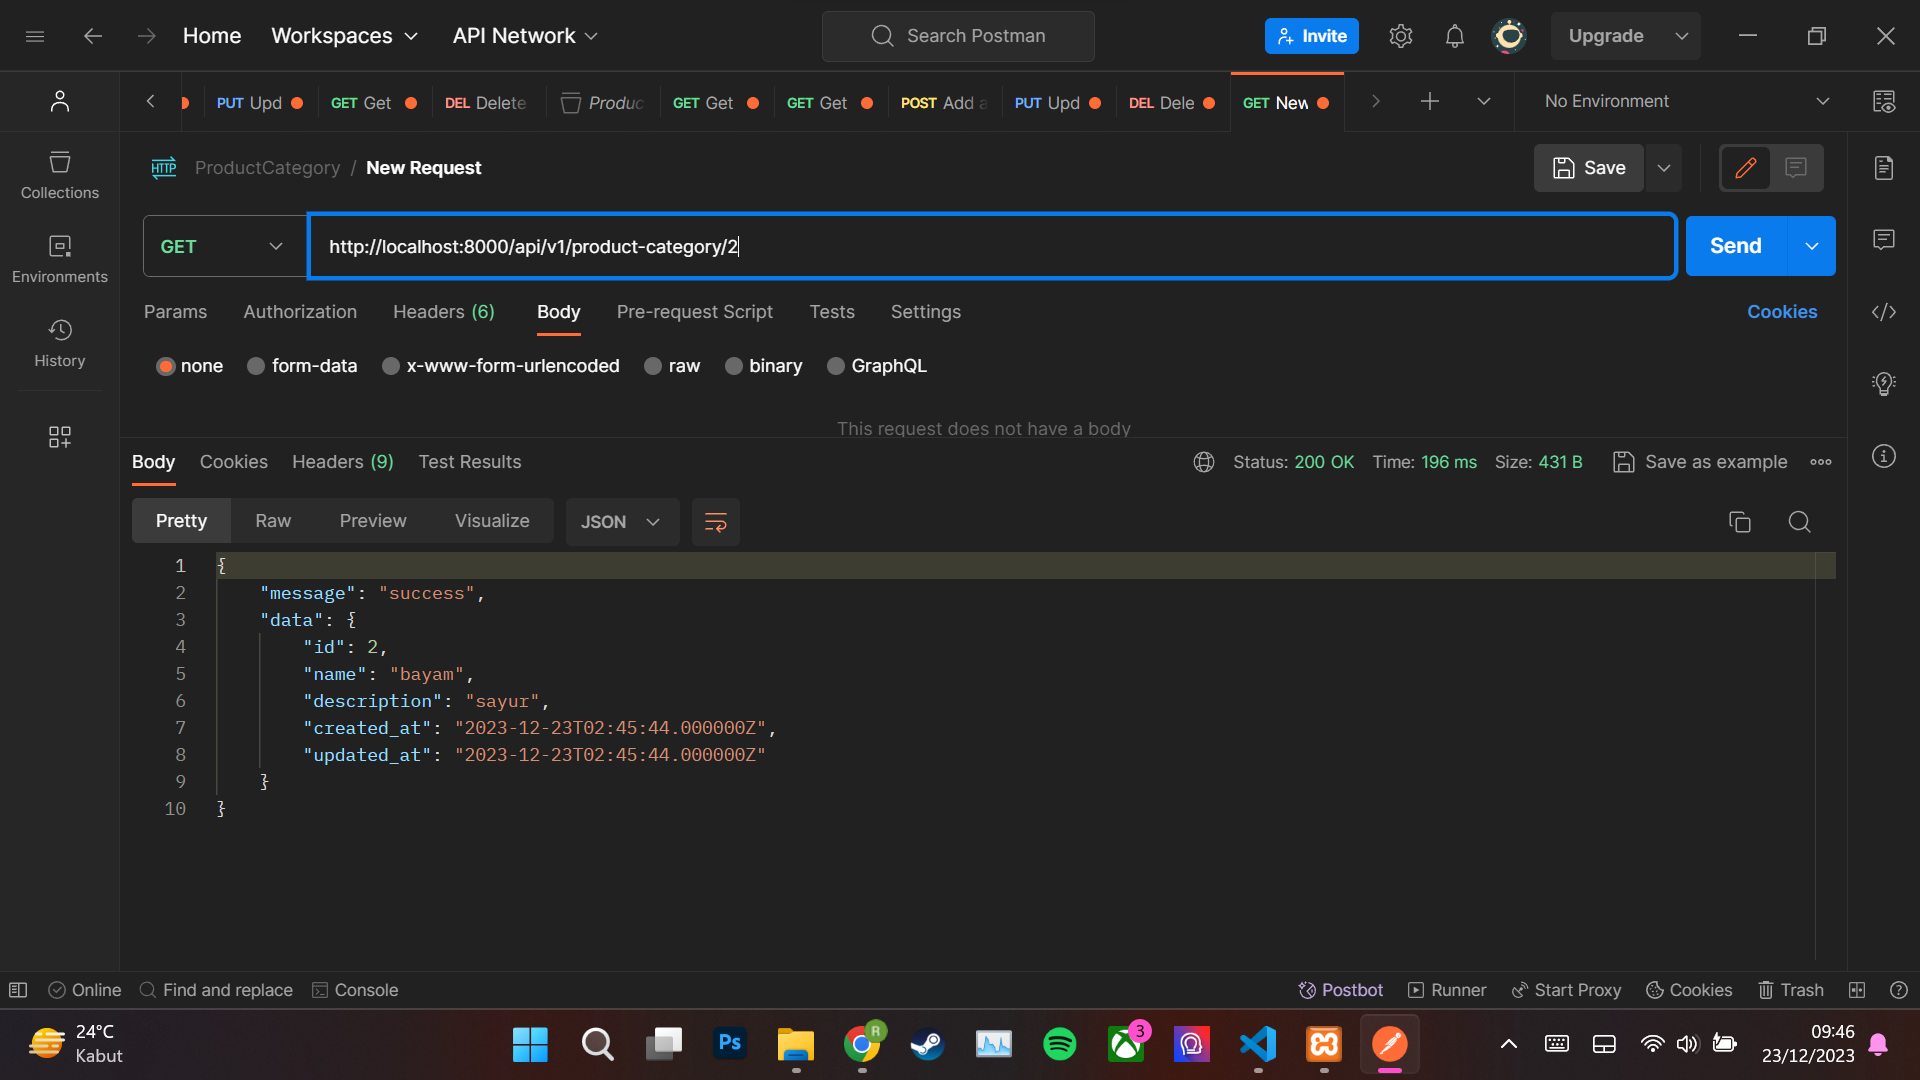 Home Workspaces API Network Search Postman Invite Upgrade
PUT Upd GET Get DEL Delete Produc GET Get GET Get POST Add a PUT Upd DEL Dele GET New No Environment
HTTP ProductCategory / New Request Save
Collections
GET http://localhost:8000/api/v1/product-category/2 Send
Environments
Params Authorization Headers (6) Body Pre-request Script Tests Settings Cookies
History
none form-data x-www-form-urlencoded raw binary GraphQL
This request does not have a body
Body Cookies Headers (9) Test Results Status: 200 OK Time: 196 ms Size: 431 B Save as example
Pretty Raw Preview Visualize JSON
1 {
2 "message": "success",
3 "data": {
4 "id": 2,
5 "name": "bayam",
6 "description": "sayur",
7 "created_at": "2023-12-23T02:45:44.000000Z",
8 "updated_at": "2023-12-23T02:45:44.000000Z"
9 }
10 }
Online Find and replace Console Postbot Runner Start Proxy Cookies Trash
24°C
Kabut
Ps
R
3
09:46
23/12/2023